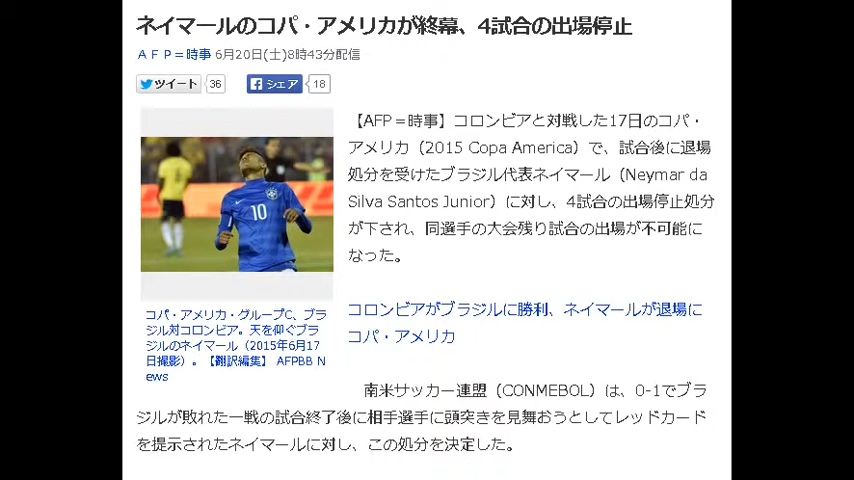 ネイマールのコパ・アメリカが終幕、4試合の出場停止
ＡＦＰ＝時事 6月20日(土)8時43分配信
ツイート 36 シェア 18
【AFP＝時事】コロンビアと対戦した17日のコパ・
アメリカ（2015 Copa America）で、試合後に退場
処分を受けたブラジル代表ネイマール（Neymar da
Silva Santos Junior）に対し、4試合の出場停止処分
が下され、同選手の大会残り試合の出場が不可能に
なった。
10
コパ・アメリカ・グループC、ブラ
ジル対コロンビア。天を仰ぐブラ
ジルのネイマール（2015年6月17
日撮影）。【翻訳編集】 AFPBB N
ews
コロンビアがブラジルに勝利、ネイマールが退場に
コパ・アメリカ
南米サッカー連盟（CONMEBOL）は、0-1でブラ
ジルが敗れた一戦の試合終了後に相手選手に頭突きを見舞おうとしてレッドカード
を提示されたネイマールに対し、この処分を決定した。